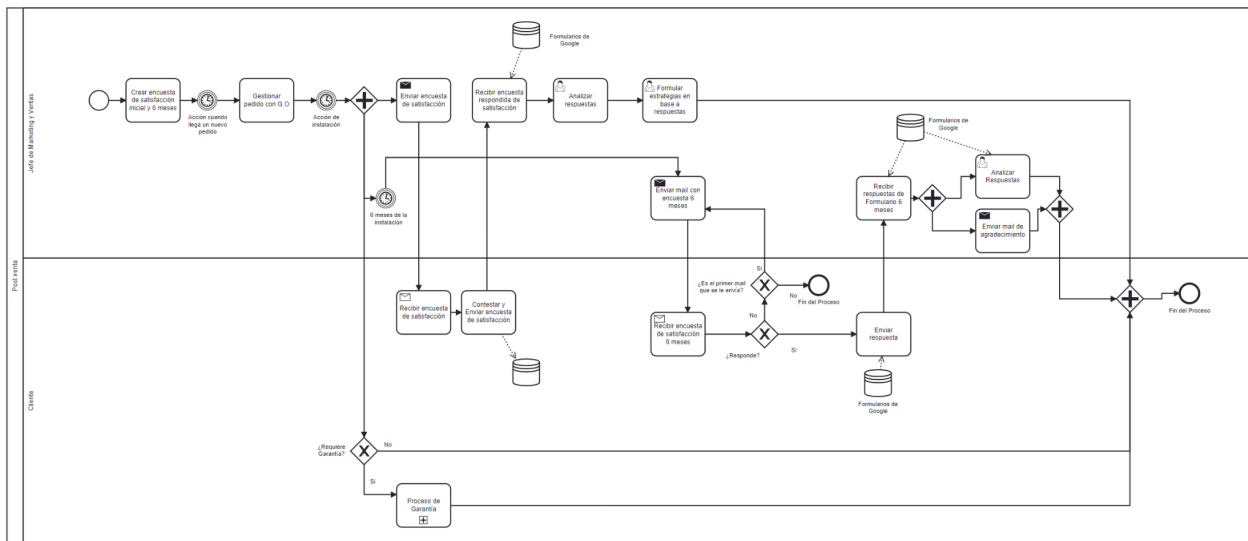 Post venta
Jefe de Marketing y Ventas
Cliente
Formularios de
Google
Crear encuesta
de satisfacción
inicial y 6 meses
Acción cuando
llega un nuevo
pedido
Gestionar
pedido con G.O
Acción de
instalación
Enviar encuesta
de satisfacción
Recibir encuesta
respondida de
satisfacción
Analizar
respuestas
Formular
estrategias en
base a
respuestas
6 meses de la
instalación
Enviar mail con
encuesta 6
meses
Formularios de
Google
Recibir
respuestas de
Formulario 6
meses
Analizar
Respuestas
Enviar mail de
agradecimiento
Recibir encuesta
de satisfacción
Contestar y
Enviar encuesta
de satisfacción
Recibir encuesta
de satisfacción
6 meses
¿Es el primer mail
que se le envía?
Si
No
Fin del Proceso
No
¿Responde?
Si
Enviar
respuesta
Formularios de
Google
Fin del Proceso
¿Requiere
Garantía?
No
Si
Proceso de
Garantía